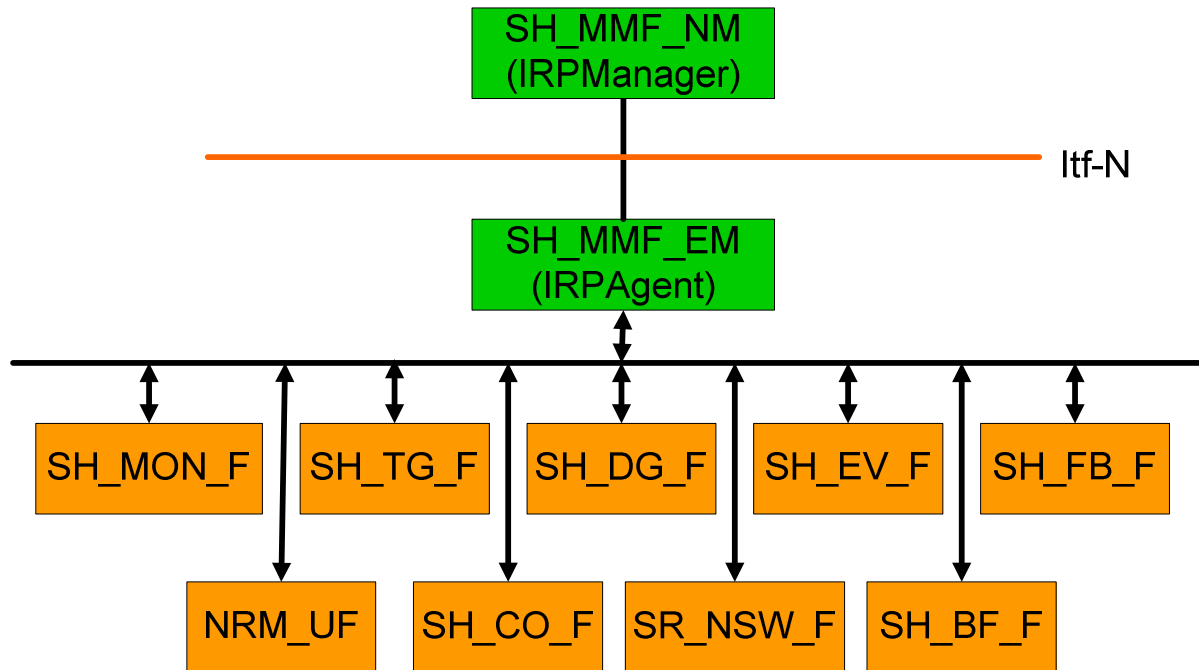 SH_MMF_NM
(IRPManager)
Itf-N
SH_MMF_EM
(IRPAgent)
SH_MON_F
SH_TG_F
SH_DG_F
SH_EV_F
SH_FB_F
NRM_UF
SH_CO_F
SR_NSW_F
SH_BF_F